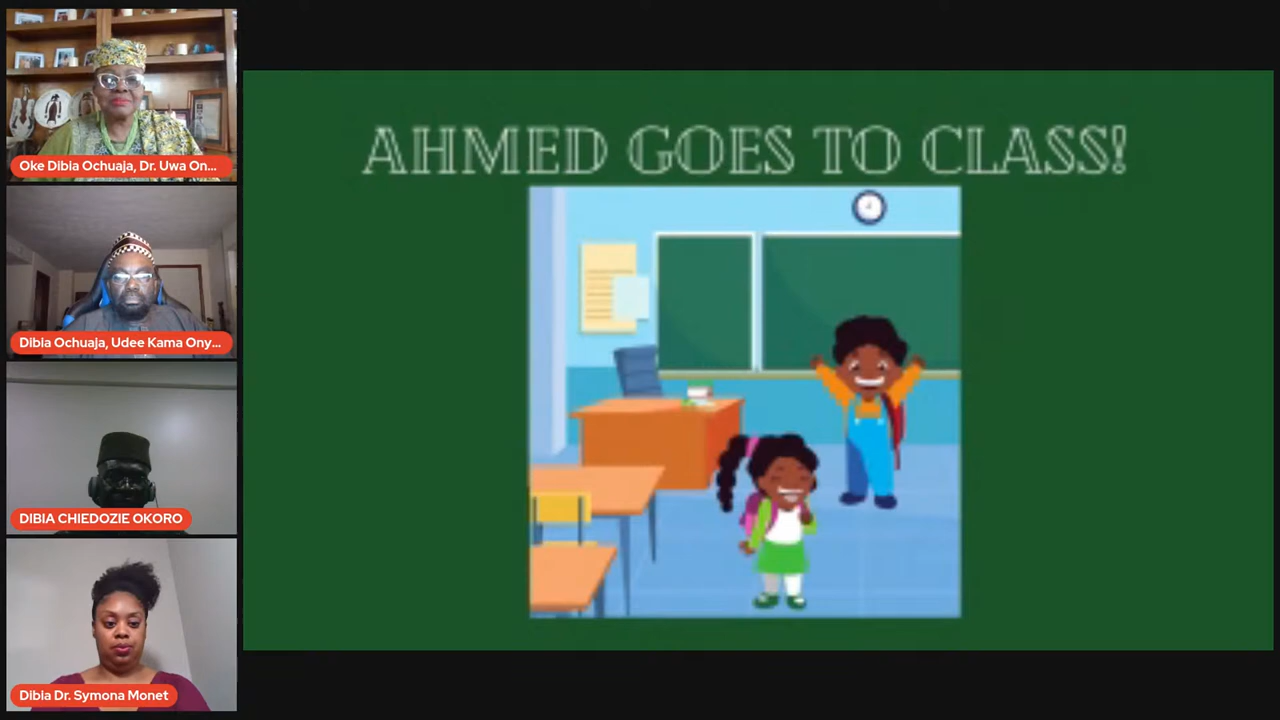 Oke Dibia Ochuaja, Dr. Uwa On...
AHMED GOES TO CLASS!
Dibia Ochuaja, Udee Kama Ony...
DIBIA CHIEDOZIE OKORO
Dibia Dr. Symona Monet